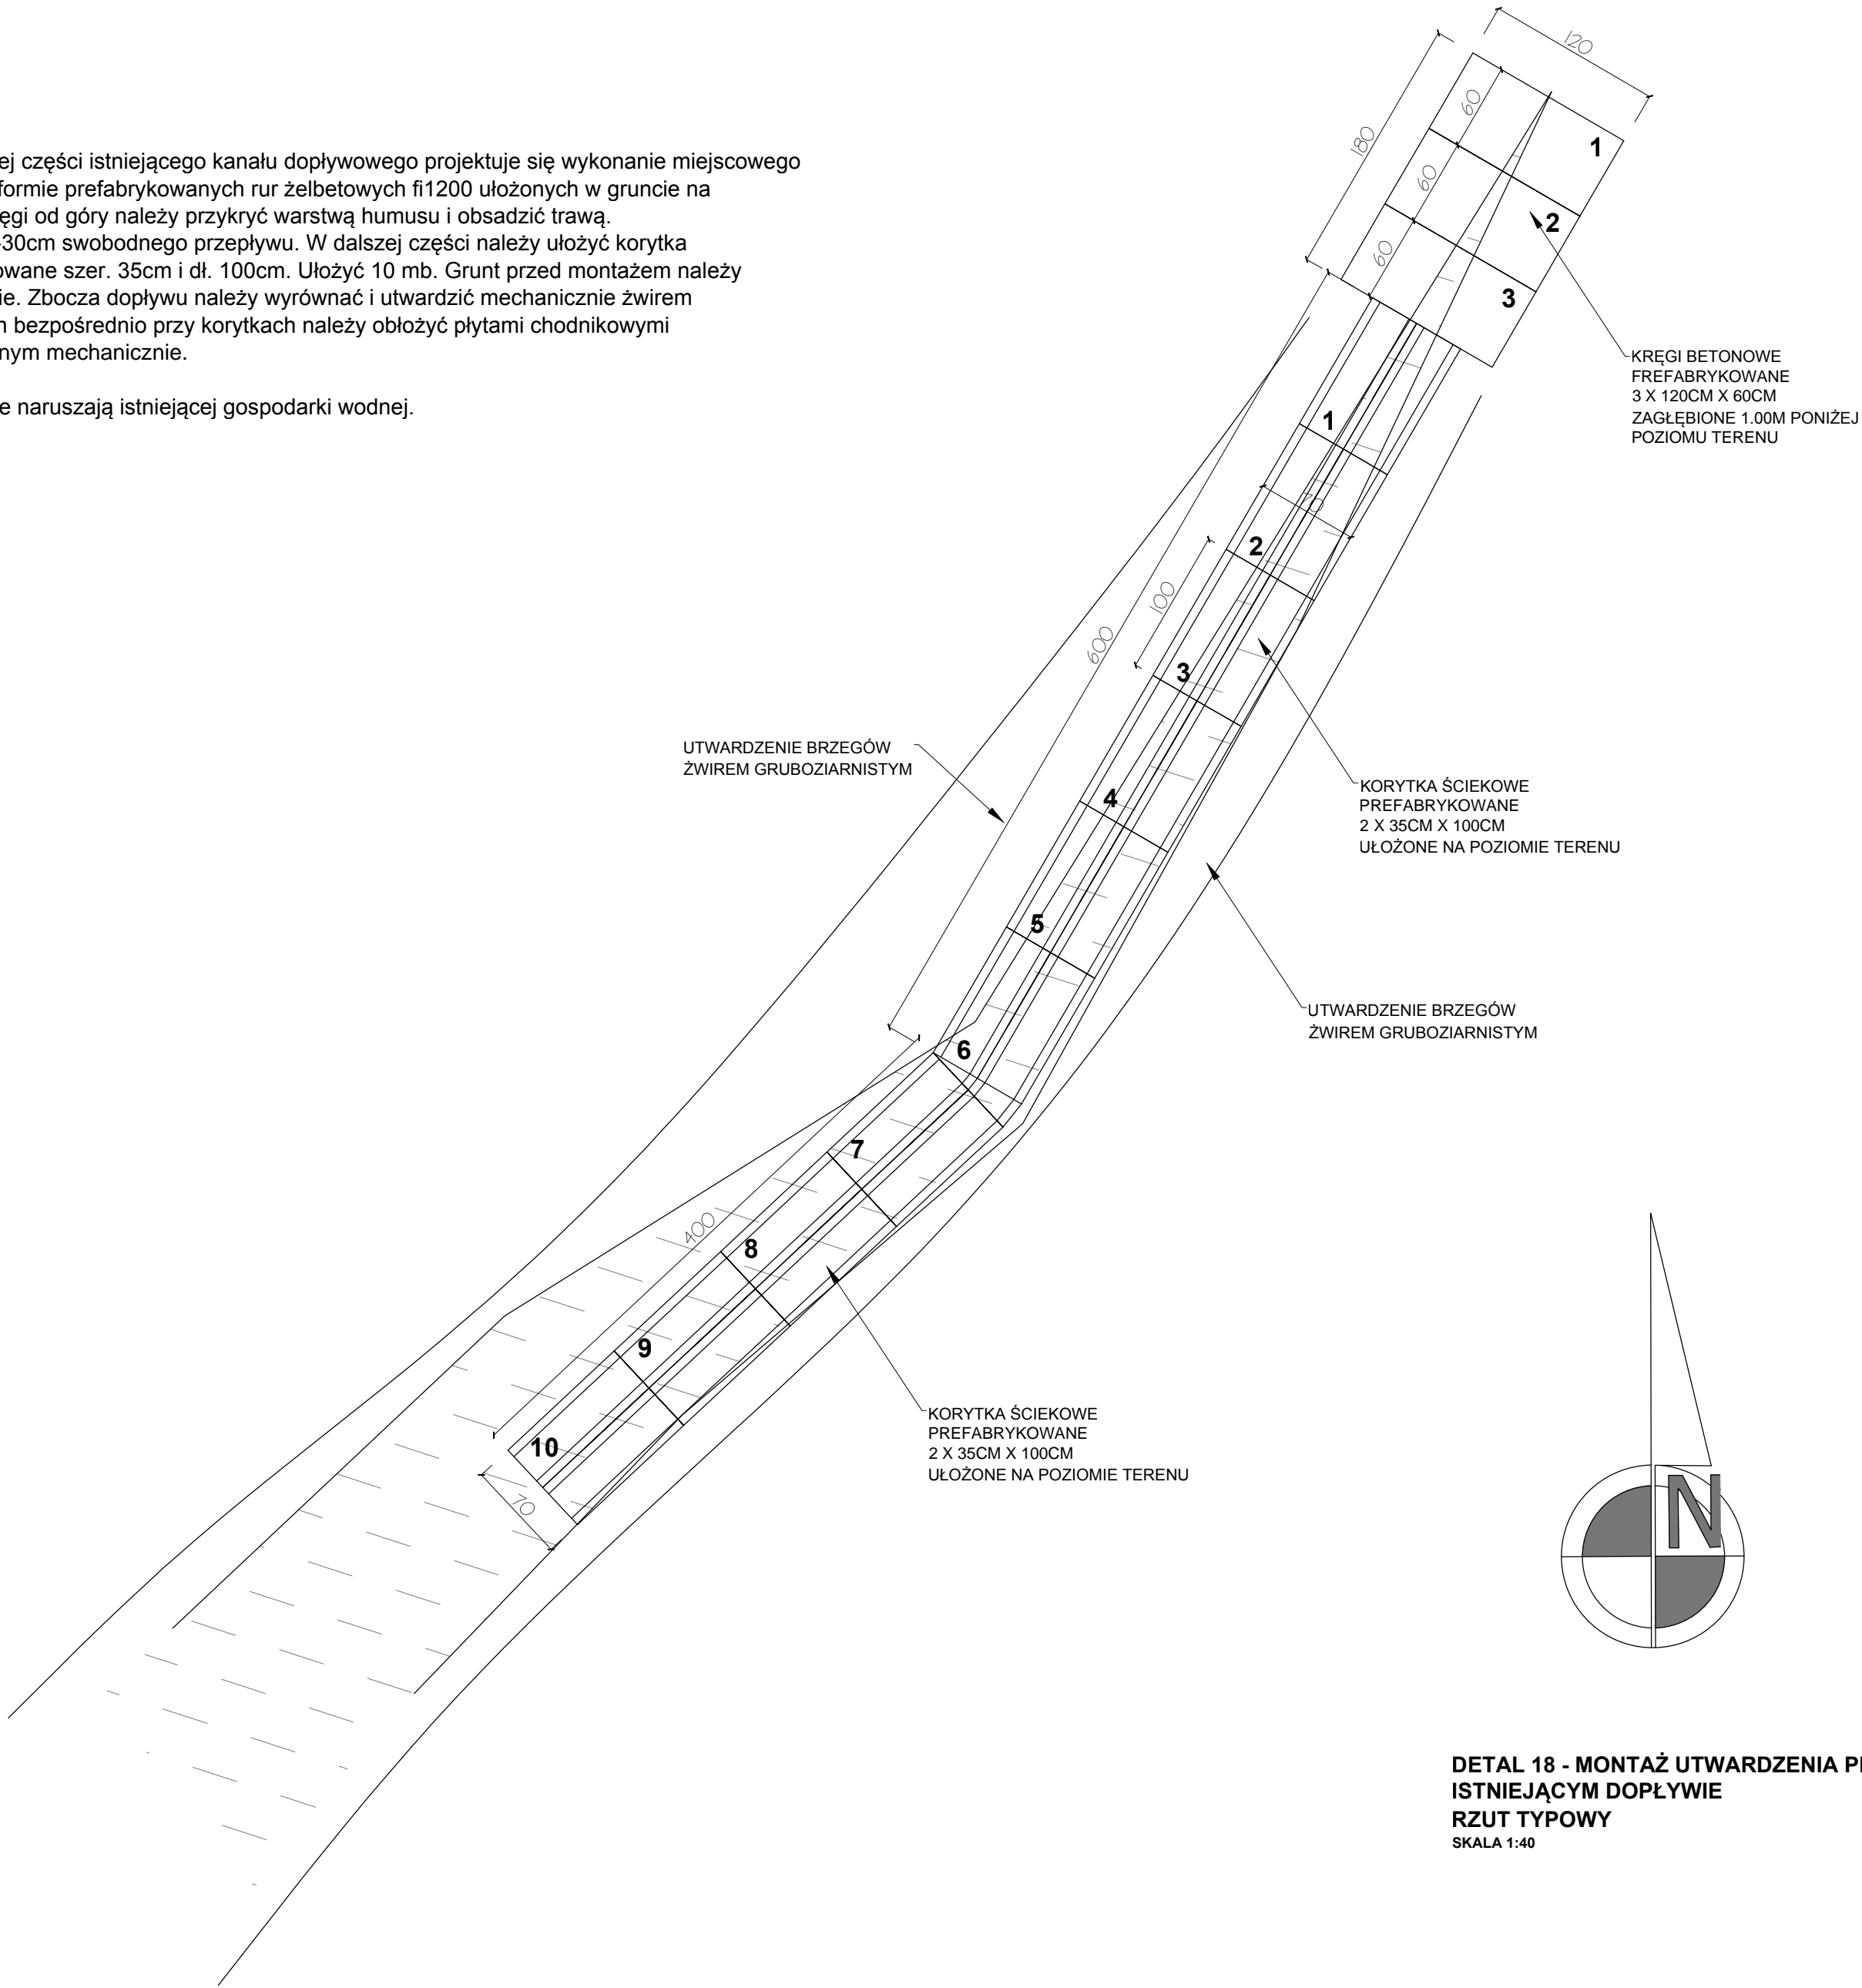 ej części istniejącego kanału dopływowego projektuje się wykonanie miejscowego
formie prefabrykowanych rur żelbetowych fi1200 ułożonych w gruncie na
ęgi od góry należy przykryć warstwą humusu i obsadzić trawą.
-30cm swobodnego przepływu. W dalszej części należy ułożyć korytka
owane szer. 35cm i dł. 100cm. Ułożyć 10 mb. Grunt przed montażem należy
ie. Zbocza dopływu należy wyrównać i utwardzić mechanicznie żwirem
bezpośrednio przy korytkach należy obłożyć płytami chodnikowymi
nym mechanicznie.
e naruszają istniejącej gospodarki wodnej.
120
180
60
60
60
1
2
3
KRĘGI BETONOWE
FREFABRYKOWANE
3 X 120CM X 60CM
ZAGŁĘBIONE 1.00M PONIŻEJ
POZIOMU TERENU
1
70
2
100
600
3
UTWARDZENIE BRZEGÓW
ŻWIREM GRUBOZIARNISTYM
4
KORYTKA ŚCIEKOWE
PREFABRYKOWANE
2 X 35CM X 100CM
UŁOŻONE NA POZIOMIE TERENU
5
UTWARDZENIE BRZEGÓW
ŻWIREM GRUBOZIARNISTYM
6
7
400
8
9
10
70
KORYTKA ŚCIEKOWE
PREFABRYKOWANE
2 X 35CM X 100CM
UŁOŻONE NA POZIOMIE TERENU
N
DETAL 18 - MONTAŻ UTWARDZENIA P
ISTNIEJĄCYM DOPŁYWIE
RZUT TYPOWY
SKALA 1:40